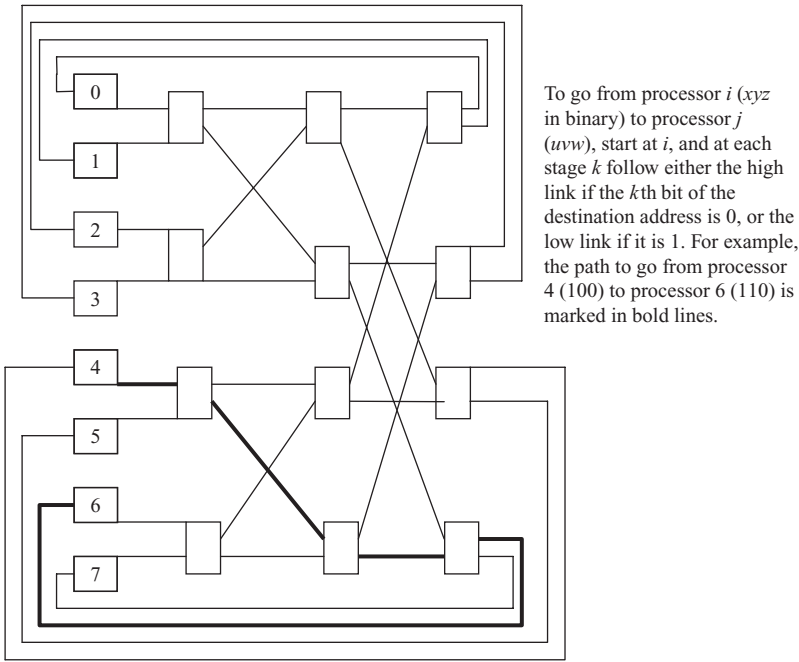 0
1
2
3
4
5
6
7
To go from processor i (xyz
in binary) to processor j
(uvw), start at i, and at each
stage k follow either the high
link if the kth bit of the
destination address is 0, or the
low link if it is 1. For example,
the path to go from processor
4 (100) to processor 6 (110) is
marked in bold lines.